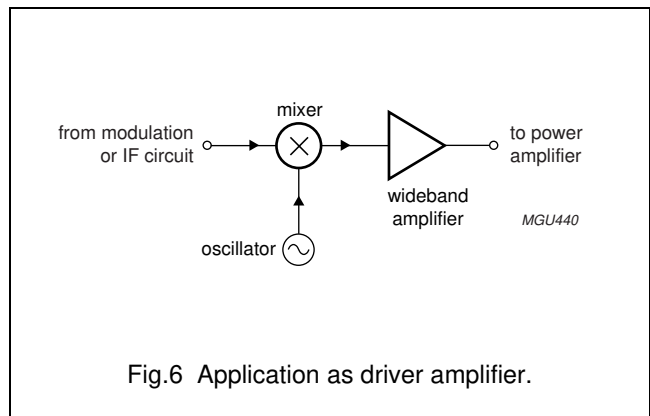 mixer
from modulation
or IF circuit
to power
amplifier
wideband
amplifier
MGU440
oscillator
Fig.6 Application as driver amplifier.